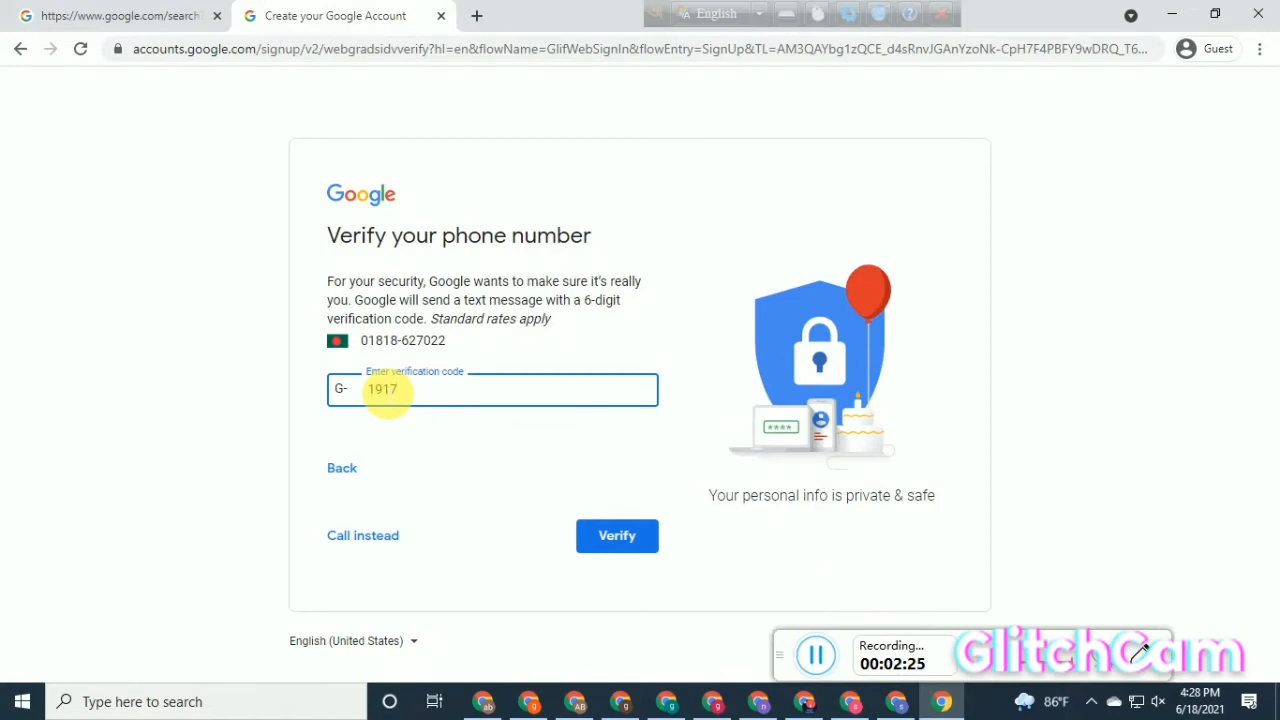 https://www.google.com/search
Create your Google Account
English
accounts.google.com/signup/v2/webgradsidvverify?hl=en&flowName=GlifWebSignIn&flowEntry=SignUp&TL=AM3QAYbg1zQCE_d4sRnvJGAnYzoNk-CpH7F4PBFY9wDRQ_T6...
Guest
Google
Verify your phone number
For your security, Google wants to make sure it's really
you. Google will send a text message with a 6-digit
verification code. Standard rates apply
01818-627022
Enter verification code
G- 1917
Back
Call instead
Verify
****
Your personal info is private & safe
English (United States)
Recording...
00:02:25
GlitchCam
Type here to search
86°F
4:28 PM
6/18/2021